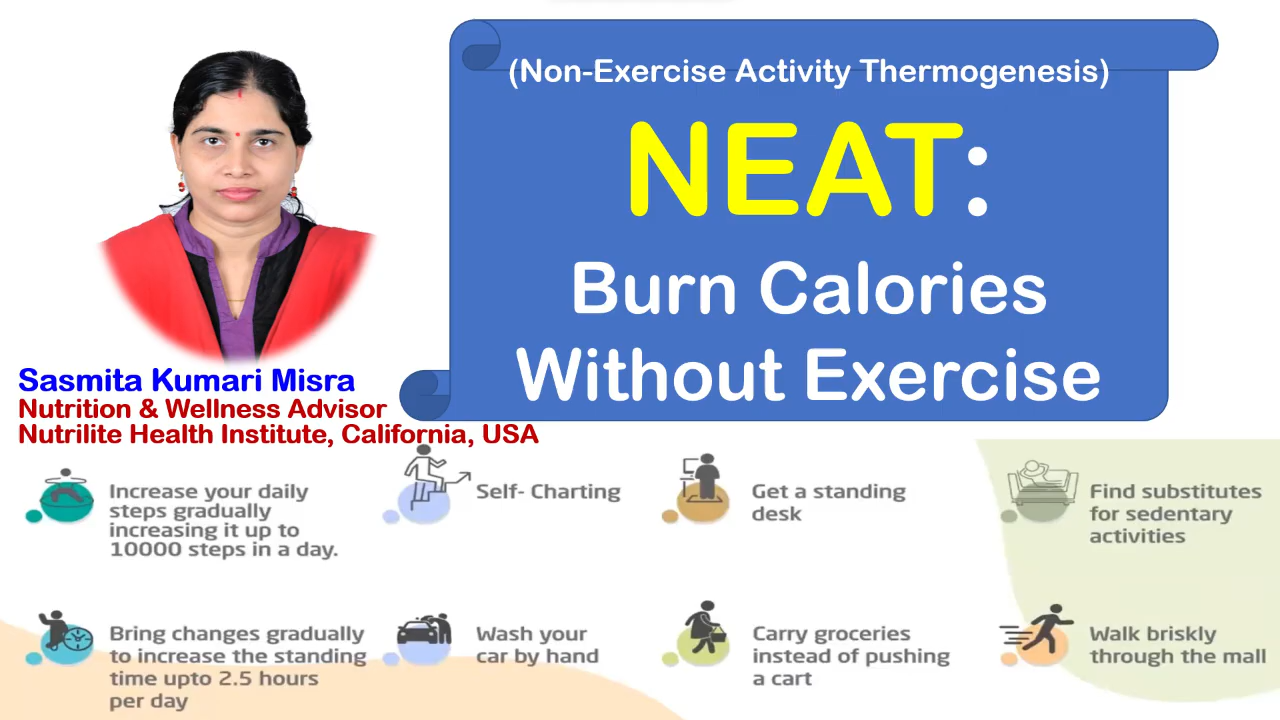 (Non-Exercise Activity Thermogenesis)
NEAT:
Burn Calories
Without Exercise
Sasmita Kumari Misra
Nutrition & Wellness Advisor
Nutrilite Health Institute, California, USA
Increase your daily
steps gradually
increasing it up to
10000 steps in a day.
Self- Charting
Get a standing
desk
Find substitutes
for sedentary
activities
Bring changes gradually
to increase the standing
time upto 2.5 hours
per day
Wash your
car by hand
Carry groceries
instead of pushing
a cart
Walk briskly
through the mall